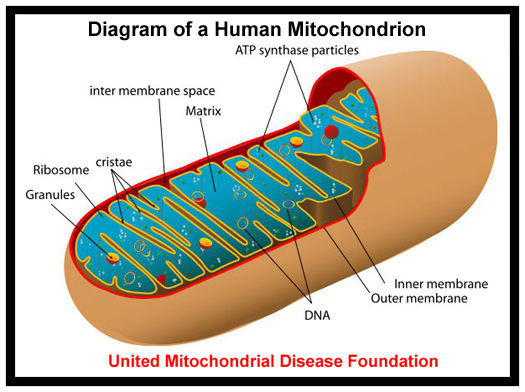 Diagram of a Human Mitochondrion
ATP synthase particles
inter membrane space
Matrix
cristae
Ribosome
Granules
Inner membrane
Outer membrane
DNA
United Mitochondrial Disease Foundation